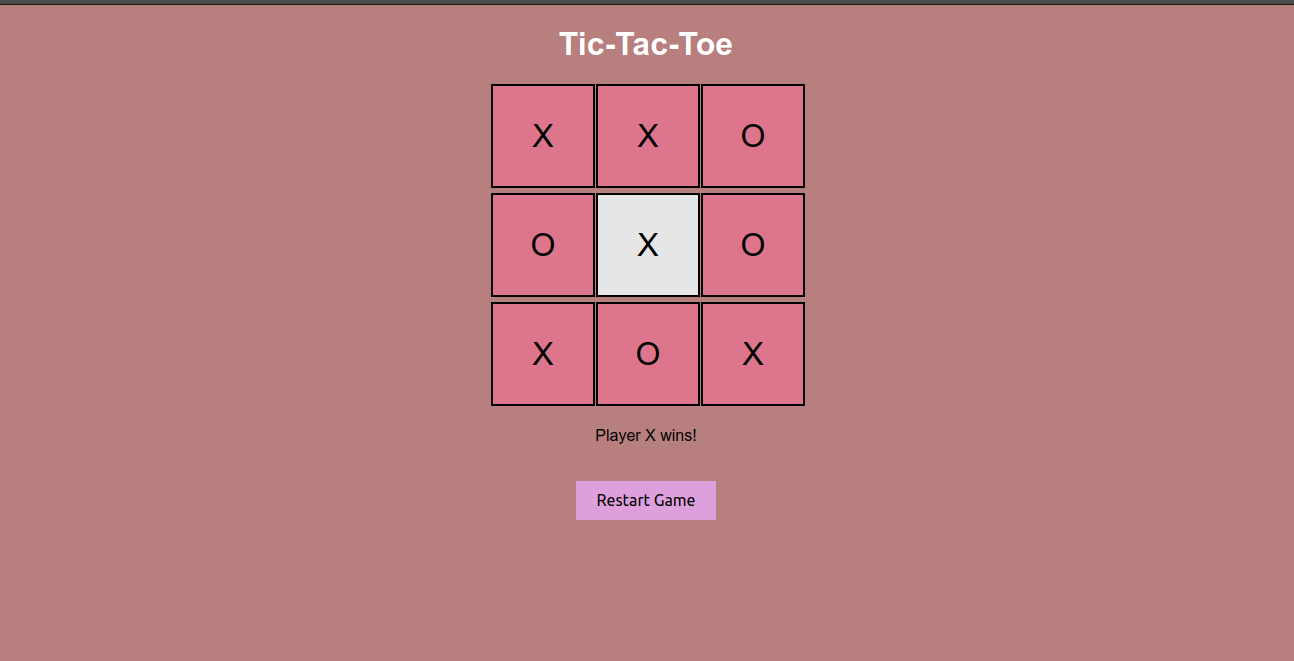 Tic-Tac-Toe
X X O
O X O
X O X
Player X wins!
Restart Game